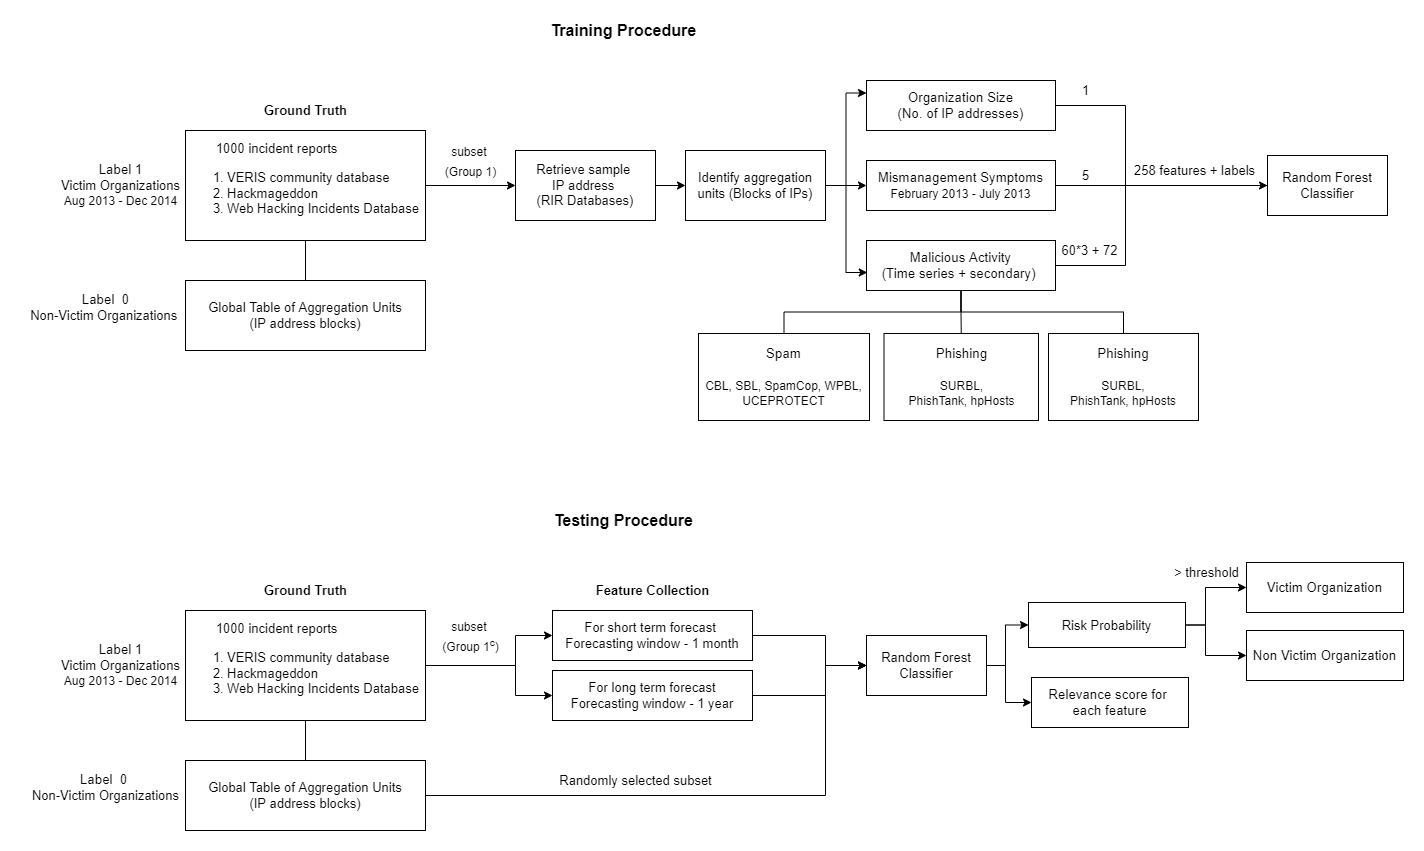 Training Procedure
Ground Truth
Label 1
Victim Organizations
Aug 2013 - Dec 2014
1000 incident reports
1. VERIS community database
2. Hackmageddon
3. Web Hacking Incidents Database
subset
(Group 1)
Retrieve sample
IP address
(RIR Databases)
Identify aggregation
units (Blocks of IPs)
Organization Size
(No. of IP addresses)
1
Mismanagement Symptoms
February 2013 - July 2013
5
Malicious Activity
(Time series + secondary)
60*3 + 72
258 features + labels
Random Forest
Classifier
Label 0
Non-Victim Organizations
Global Table of Aggregation Units
(IP address blocks)
Spam
CBL, SBL, SpamCop, WPBL,
UCEPROTECT
Phishing
SURBL,
PhishTank, hpHosts
Phishing
SURBL,
PhishTank, hpHosts
Testing Procedure
Ground Truth
Label 1
Victim Organizations
Aug 2013 - Dec 2014
1000 incident reports
1. VERIS community database
2. Hackmageddon
3. Web Hacking Incidents Database
subset
(Group 1ᶜ)
Feature Collection
For short term forecast
Forecasting window - 1 month
For long term forecast
Forecasting window - 1 year
Random Forest
Classifier
Risk Probability
> threshold
Victim Organization
Non Victim Organization
Relevance score for
each feature
Label 0
Non-Victim Organizations
Global Table of Aggregation Units
(IP address blocks)
Randomly selected subset